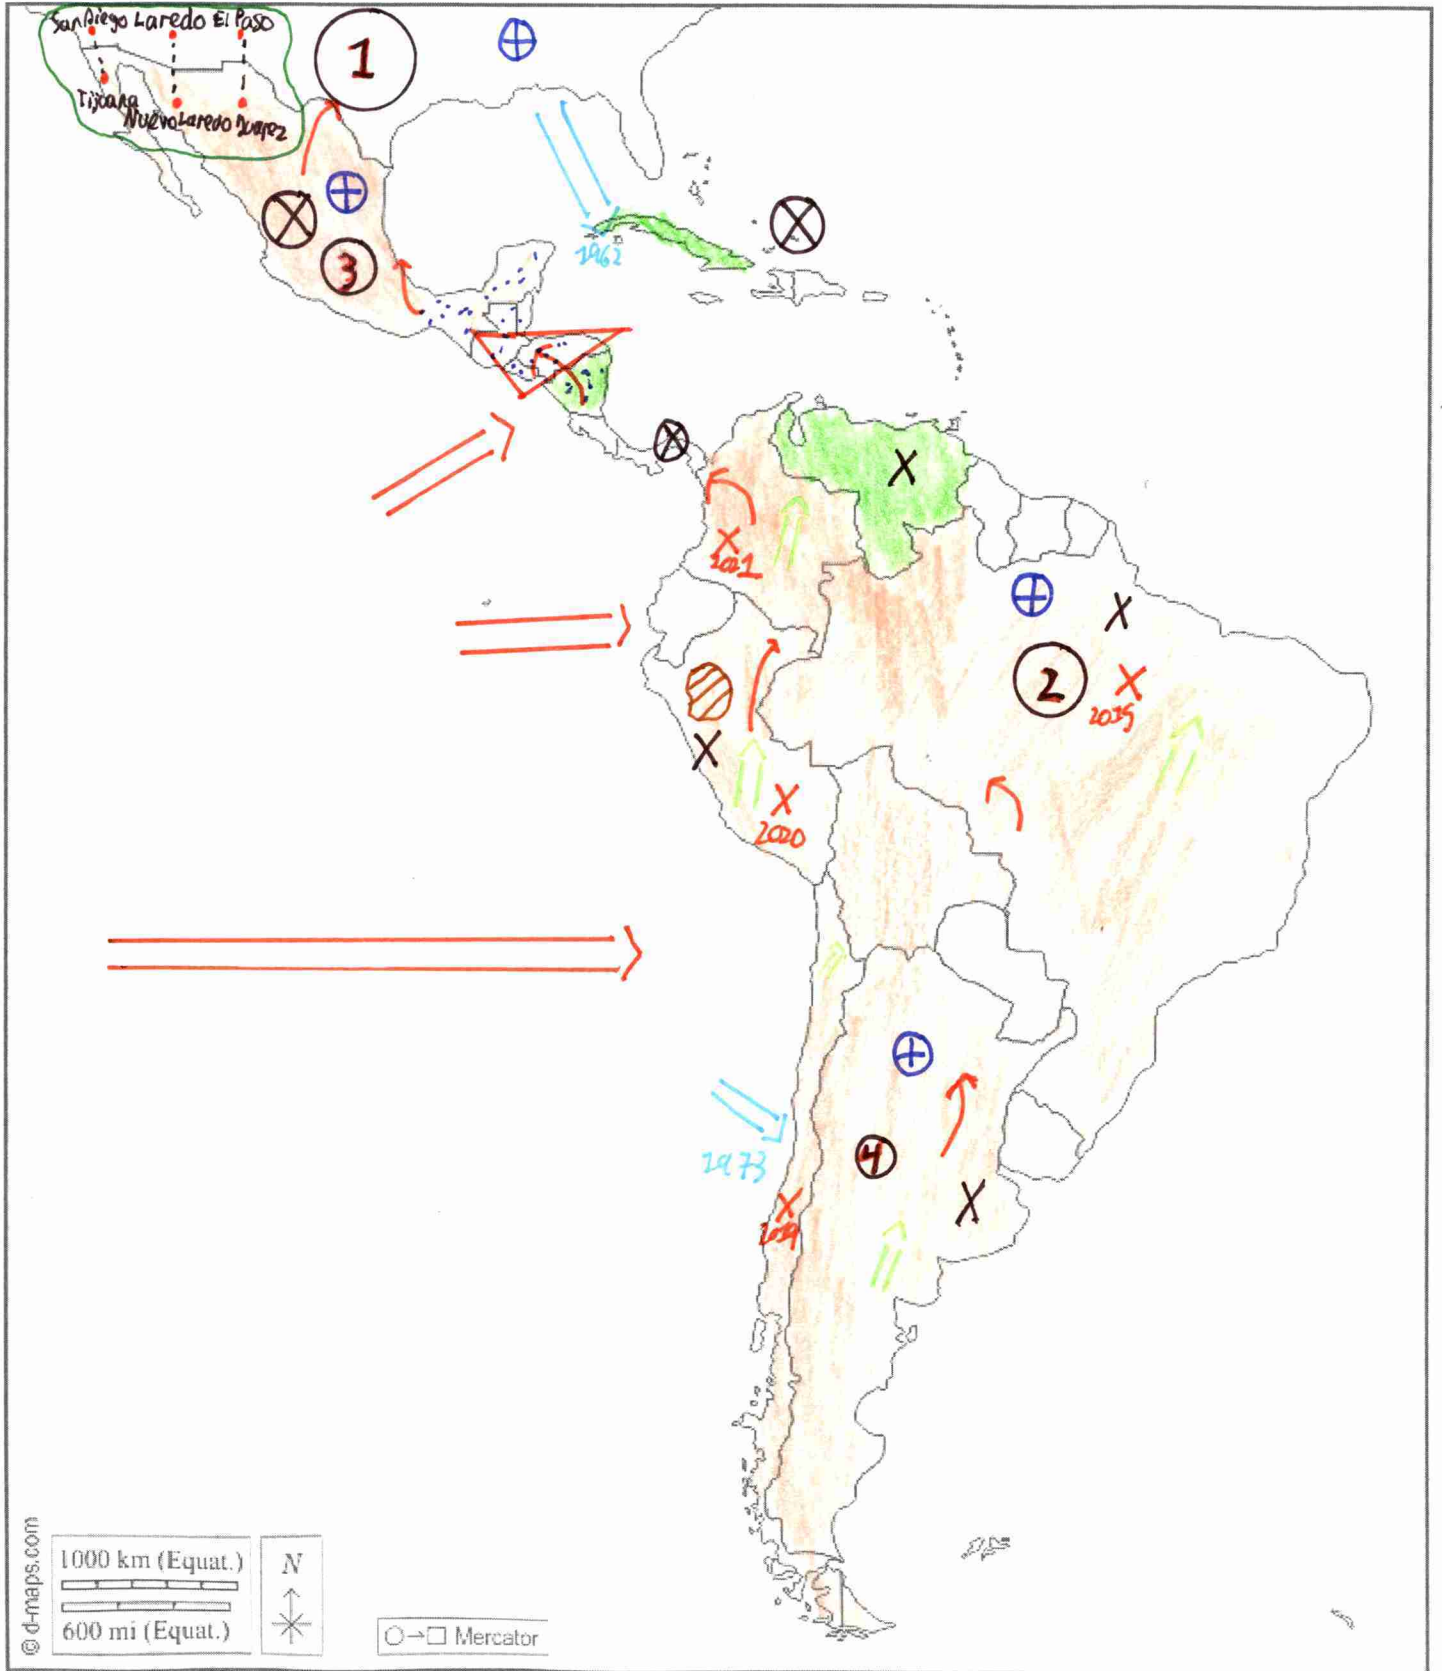 San Diego Laredo El Paso
1
Tijuana
Nuevo Laredo Juarez
3
1962
X
2021
X
2
X
2019
X
X
2020
1973
4
X
X
2019
1000 km (Equat.)
600 mi (Equat.)
N
Mercator
© d-maps.com